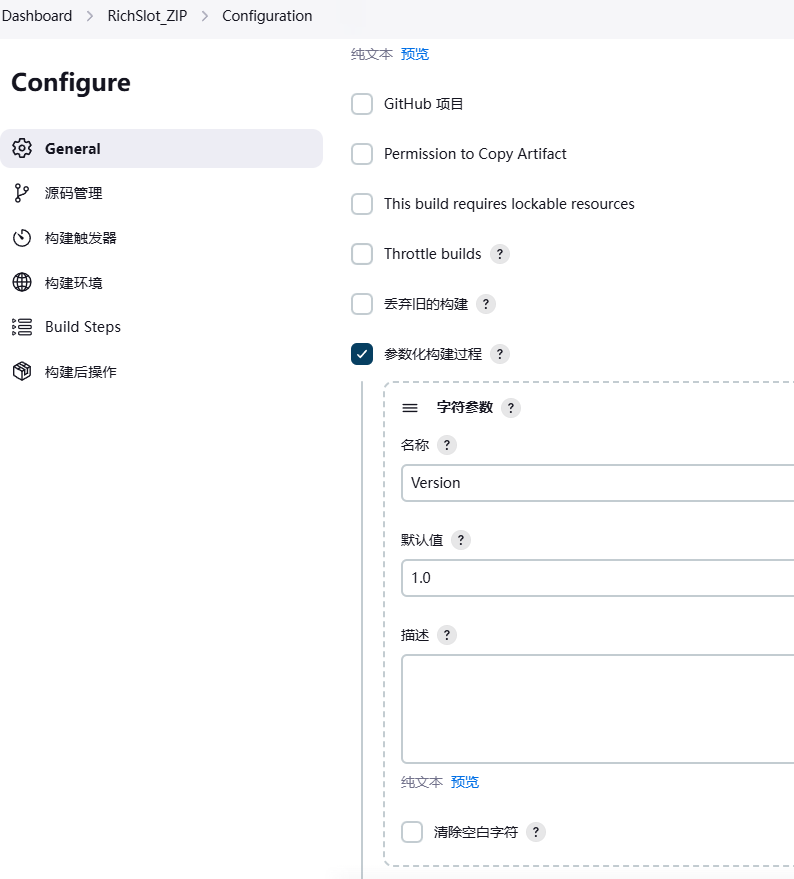 Dashboard > RichSlot_ZIP > Configuration
Configure
General
源码管理
构建触发器
构建环境
Build Steps
构建后操作
纯文本 预览
GitHub 项目
Permission to Copy Artifact
This build requires lockable resources
Throttle builds ?
丢弃旧的构建 ?
参数化构建过程 ?
字符参数 ?
名称 ?
Version
默认值 ?
1.0
描述 ?
纯文本 预览
清除空白字符 ?